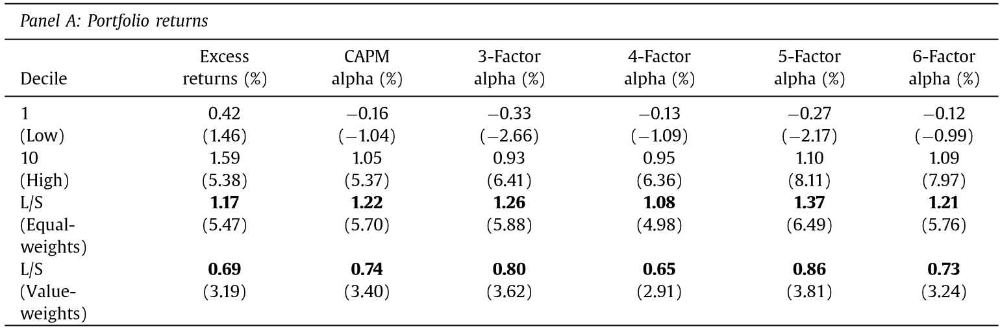 Panel A: Portfolio returns
Excess CAPM 3-Factor 4-Factor 5-Factor 6-Factor
Decile returns (%) alpha (%) alpha (%) alpha (%) alpha (%) alpha (%)
1 0.42 −0.16 −0.33 −0.13 −0.27 −0.12
(Low) (1.46) (−1.04) (−2.66) (−1.09) (−2.17) (−0.99)
10 1.59 1.05 0.93 0.95 1.10 1.09
(High) (5.38) (5.37) (6.41) (6.36) (8.11) (7.97)
L/S 1.17 1.22 1.26 1.08 1.37 1.21
(Equal- (5.47) (5.70) (5.88) (4.98) (6.49) (5.76)
weights)
L/S 0.69 0.74 0.80 0.65 0.86 0.73
(Value- (3.19) (3.40) (3.62) (2.91) (3.81) (3.24)
weights)